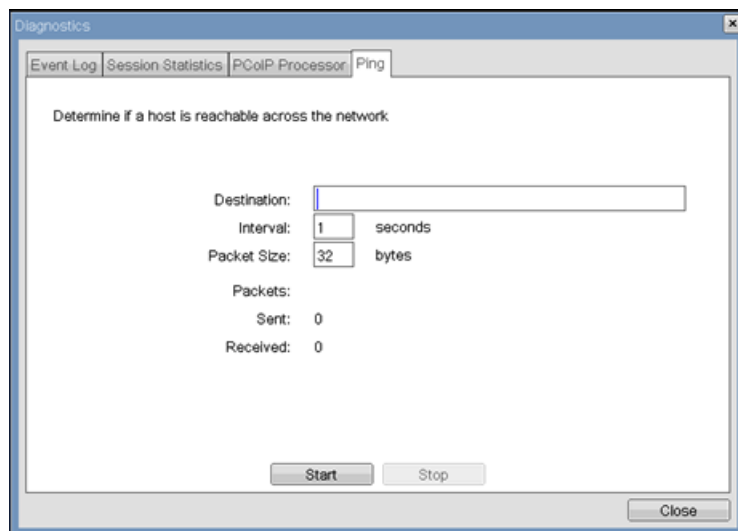 Diagnostics
Event Log Session Statistics PCoIP Processor Ping
Determine if a host is reachable across the network
Destination:
Interval: 1 seconds
Packet Size: 32 bytes
Packets:
Sent: 0
Received: 0
Start Stop
Close